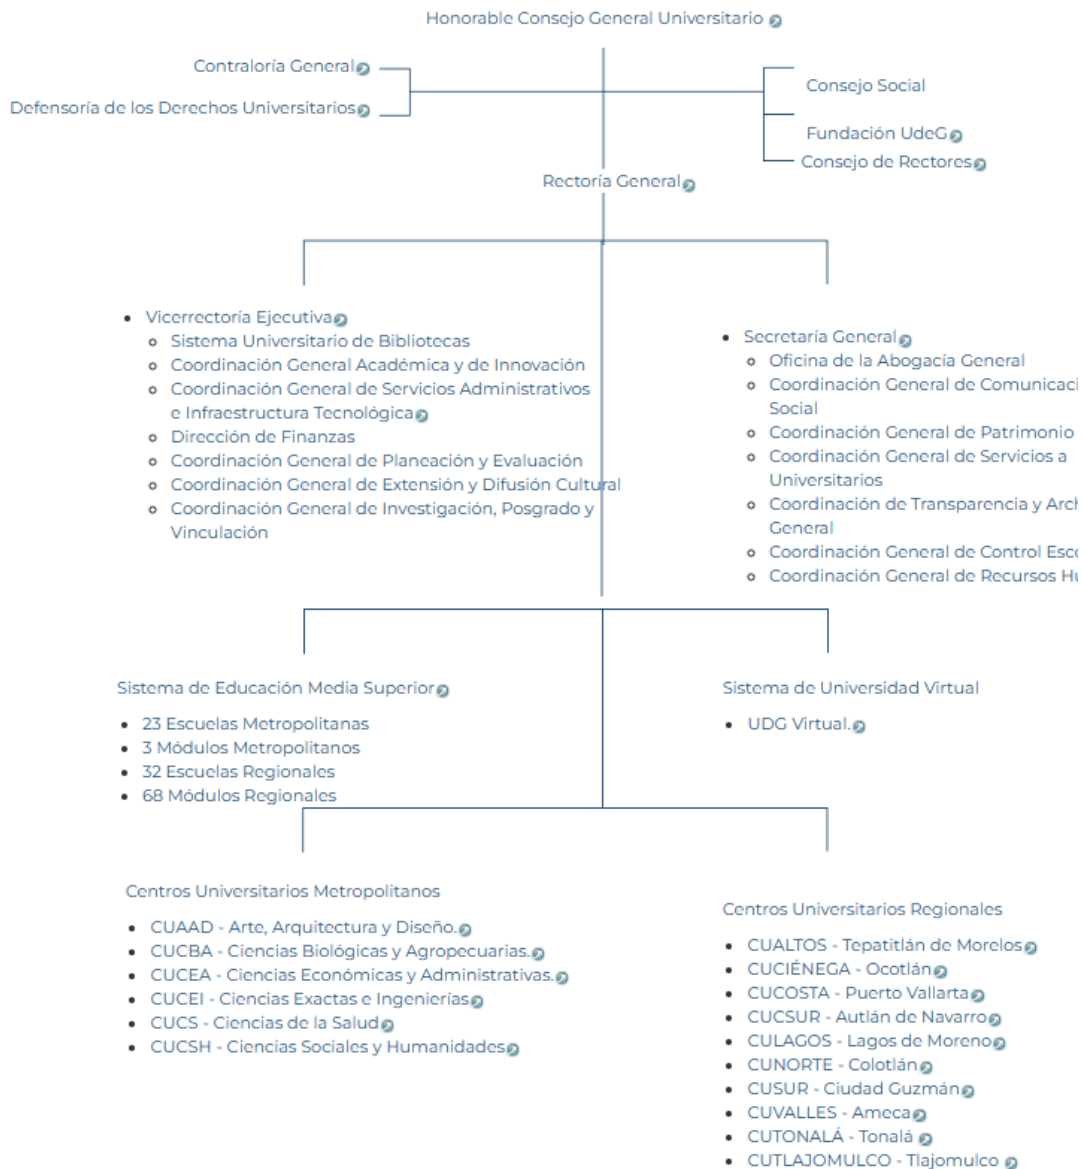 Honorable Consejo General Universitario
Contraloría General
Defensoría de los Derechos Universitarios
Consejo Social
Fundación UdeG
Consejo de Rectores
Rectoría General
Vicerrectoría Ejecutiva
Sistema Universitario de Bibliotecas
Coordinación General Académica y de Innovación
Coordinación General de Servicios Administrativos
e Infraestructura Tecnológica
Dirección de Finanzas
Coordinación General de Planeación y Evaluación
Coordinación General de Extensión y Difusión Cultural
Coordinación General de Investigación, Posgrado y
Vinculación
Secretaría General
Oficina de la Abogacía General
Coordinación General de
Social
Coordinación General de Patrimonio
Coordinación General de Servicios a
Universitarios
Coordinación de Transparencia y
General
Coordinación General de Control
Coordinación General de Recursos
Sistema de Educación Media Superior
23 Escuelas Metropolitanas
3 Módulos Metropolitanos
32 Escuelas Regionales
68 Módulos Regionales
Sistema de Universidad Virtual
UDG Virtual.
Centros Universitarios Metropolitanos
CUAAD - Arte, Arquitectura y Diseño.
CUCBA - Ciencias Biológicas y Agropecuarias.
CUCEA - Ciencias Económicas y Administrativas.
CUCEI - Ciencias Exactas e Ingenierías
CUCS - Ciencias de la Salud
CUCSH - Ciencias Sociales y Humanidades
Centros Universitarios Regionales
CUALTOS - Tepatitlán de Morelos
CUCIÉNEGA - Ocotlán
CUCOSTA - Puerto Vallarta
CUCSUR - Autlán de Navarro
CULAGOS - Lagos de Moreno
CUNORTE - Colotlán
CUSUR - Ciudad Guzmán
CUVALLES - Ameca
CUTONALÁ - Tonalá
CUTLAJOMULCO - Tlajomulco